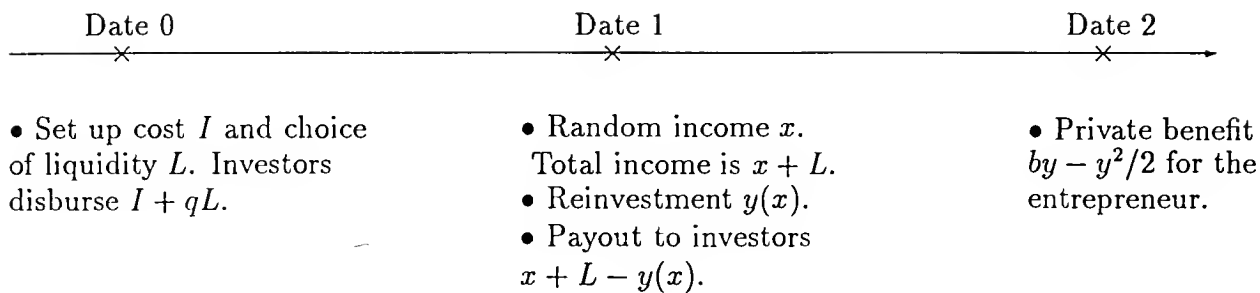 Date 0 Date 1 Date 2
• Set up cost I and choice
of liquidity L. Investors
disburse I + qL.
• Random income x.
Total income is x + L.
• Reinvestment y(x).
• Payout to investors
x + L − y(x).
• Private benefit
by − y²/2 for the
entrepreneur.